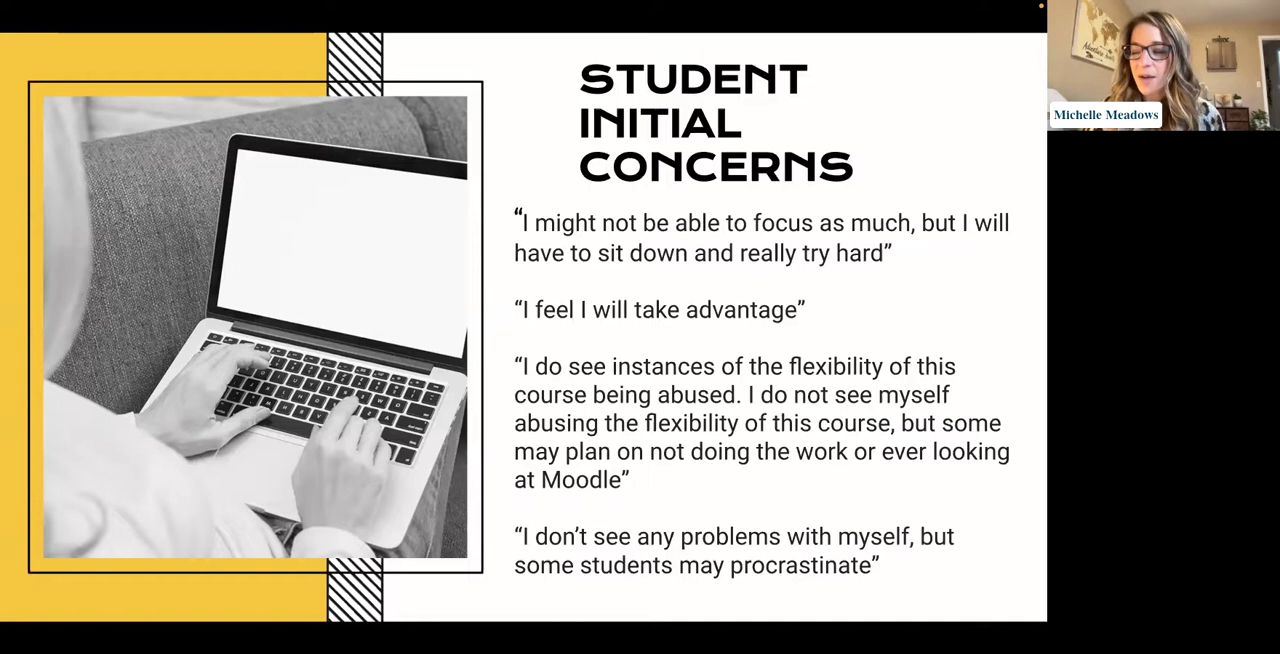 STUDENT
INITIAL
CONCERNS
“I might not be able to focus as much, but I will
have to sit down and really try hard”
“I feel I will take advantage”
“I do see instances of the flexibility of this
course being abused. I do not see myself
abusing the flexibility of this course, but some
may plan on not doing the work or ever looking
at Moodle”
“I don’t see any problems with myself, but
some students may procrastinate”
Michelle Meadows